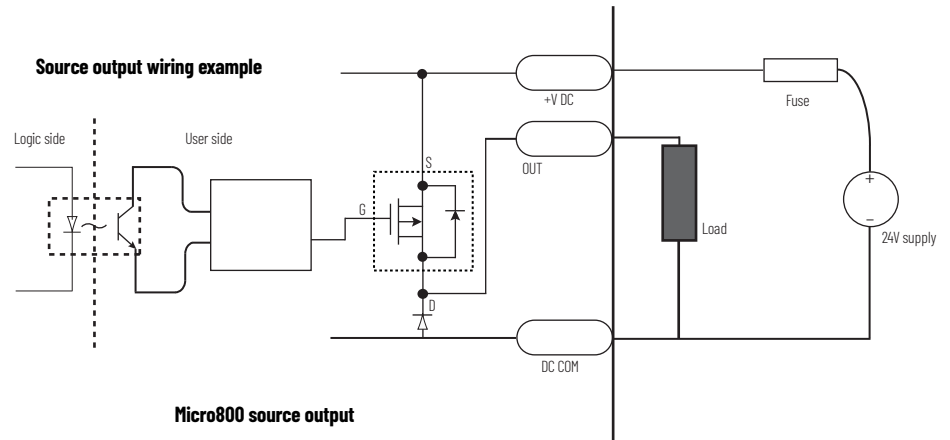 Source output wiring example
+V DC
Fuse
Logic side
User side
OUT
S
G
Load
+
−
24V supply
D
DC COM
Micro800 source output